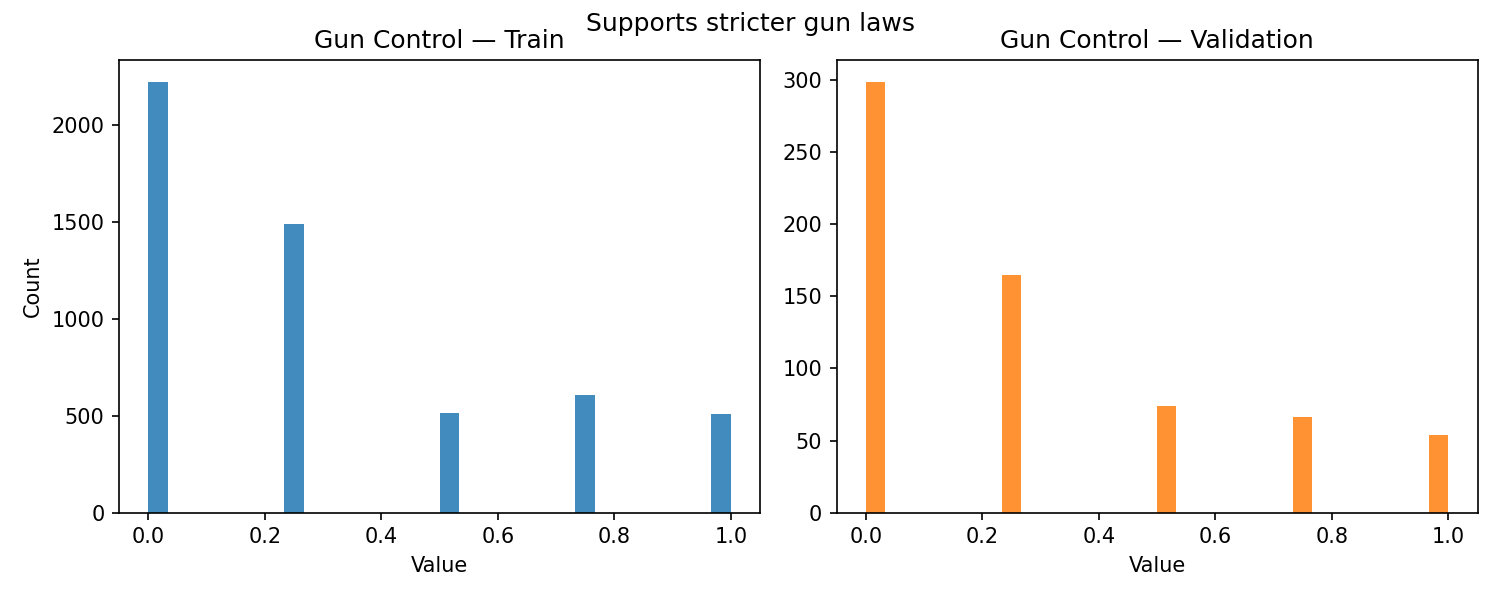 Supports stricter gun laws
Gun Control — Train
Gun Control — Validation
Count
2000
1500
1000
500
0
0.0 0.2 0.4 0.6 0.8 1.0
Value
300
250
200
150
100
50
0
0.0 0.2 0.4 0.6 0.8 1.0
Value